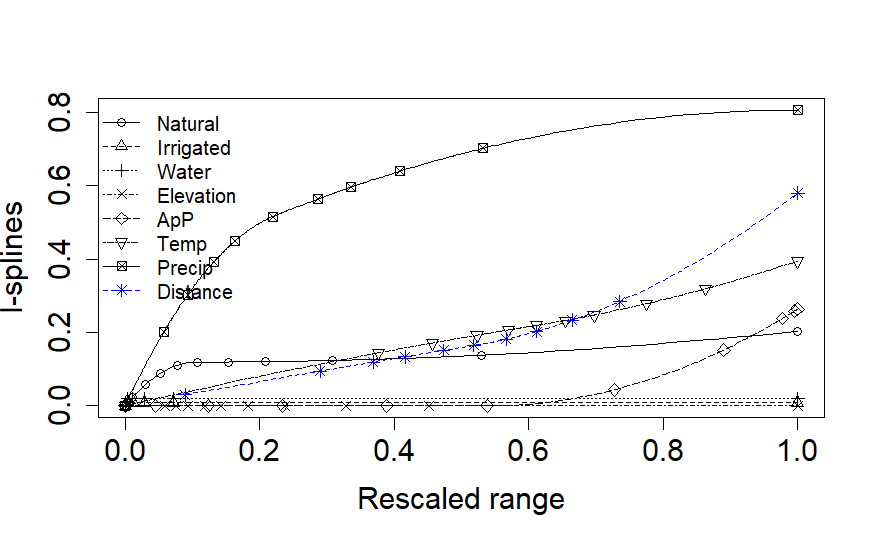 0.8
0.6
0.4
0.2
0.0
I-splines
Natural
Irrigated
Water
Elevation
ApP
Temp
Precip
Distance
0.0 0.2 0.4 0.6 0.8 1.0
Rescaled range